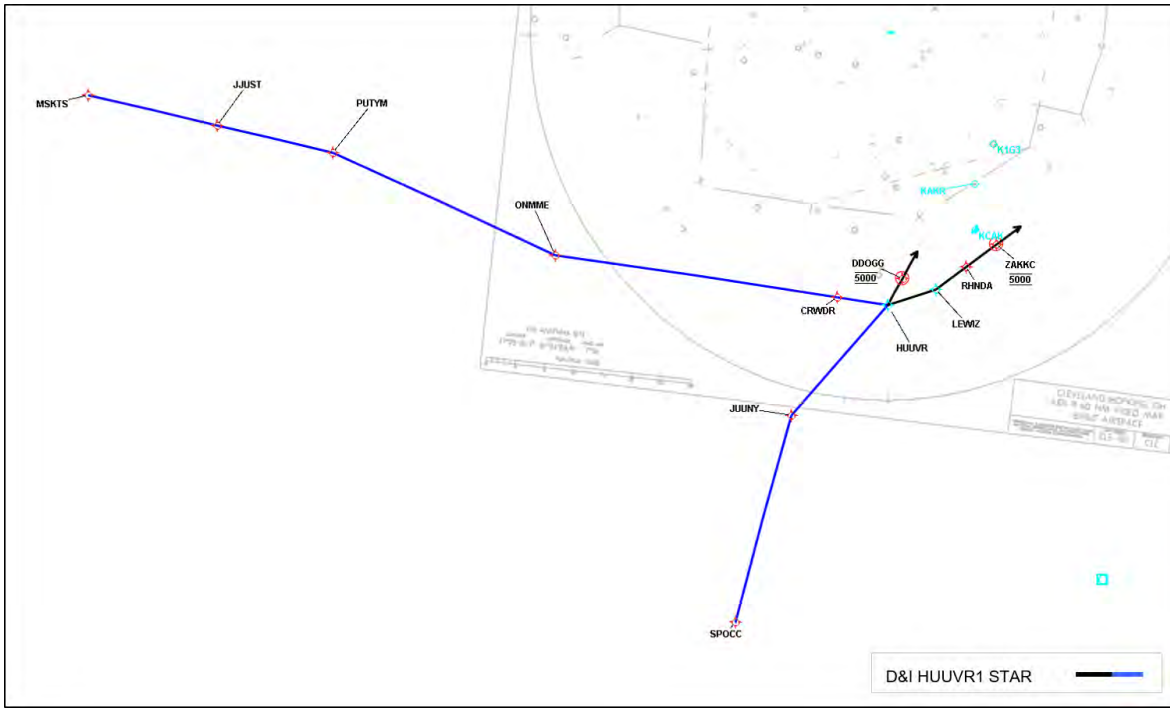 K1G3
MSKTS
JJUST
PUTYM
KAKR
ONMME
KCAK
DDOGG
5000
ZAKKC
5000
RHNDA
CRWDR
LEWIZ
HUUVR
JUUNY
SPOCC
D&I HUUVR1 STAR